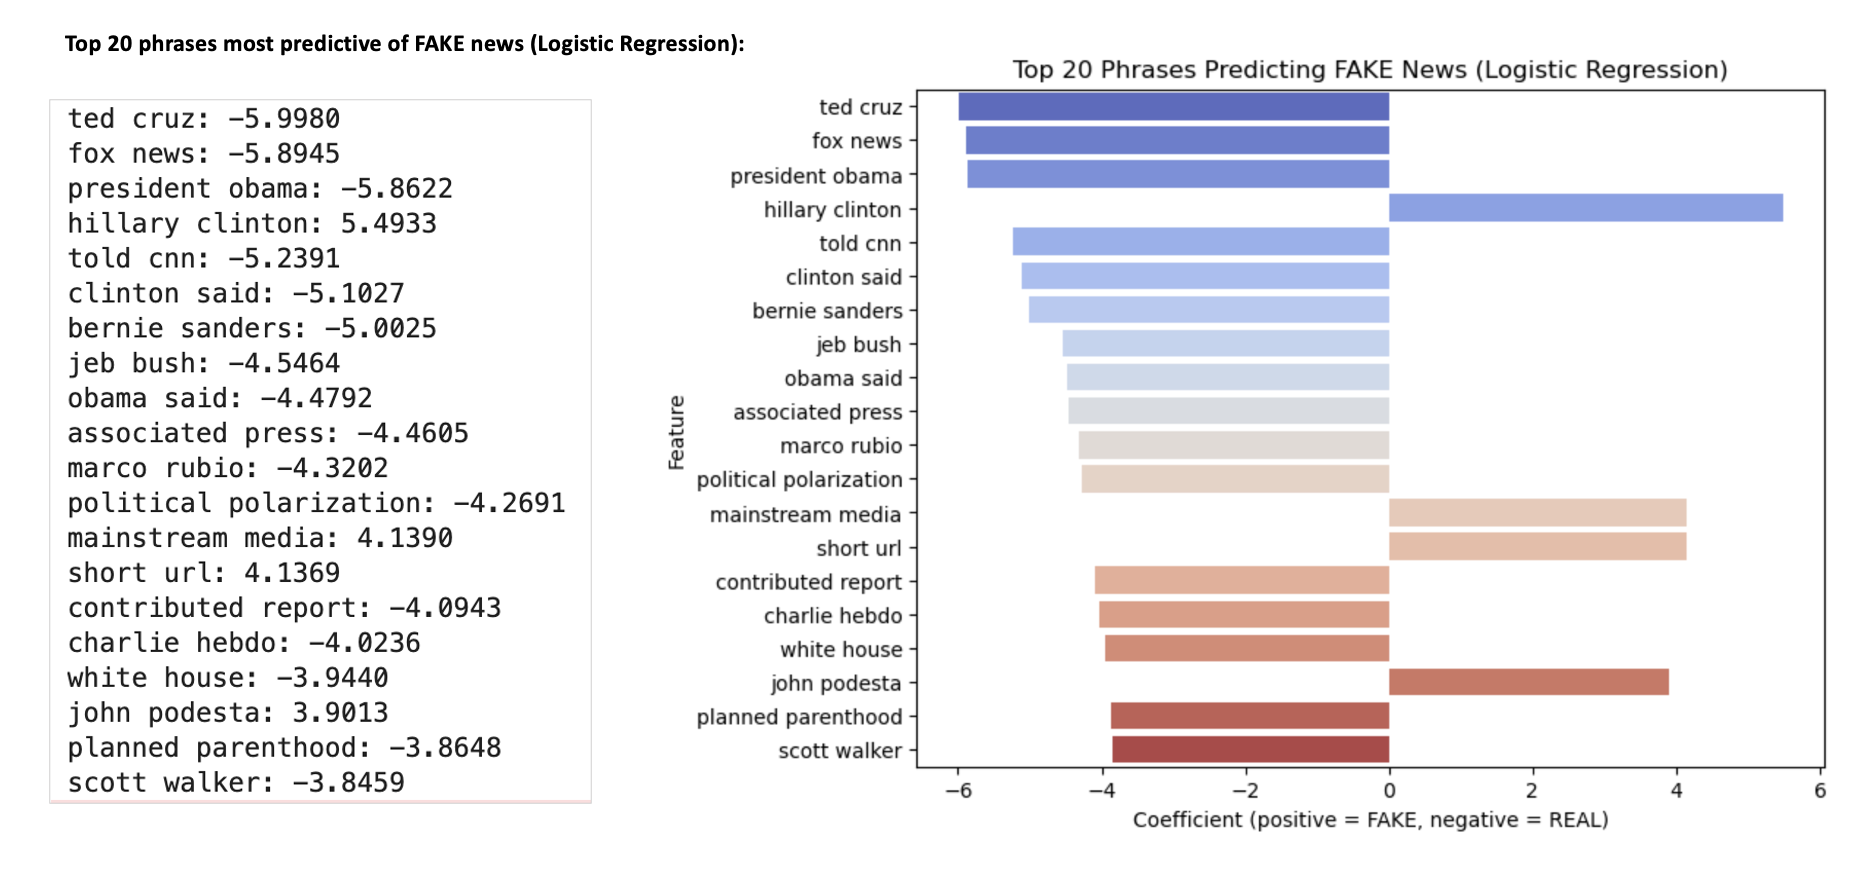 Top 20 phrases most predictive of FAKE news (Logistic Regression):
ted cruz: −5.9980
fox news: −5.8945
president obama: −5.8622
hillary clinton: 5.4933
told cnn: −5.2391
clinton said: −5.1027
bernie sanders: −5.0025
jeb bush: −4.5464
obama said: −4.4792
associated press: −4.4605
marco rubio: −4.3202
political polarization: −4.2691
mainstream media: 4.1390
short url: 4.1369
contributed report: −4.0943
charlie hebdo: −4.0236
white house: −3.9440
john podesta: 3.9013
planned parenthood: −3.8648
scott walker: −3.8459
Top 20 Phrases Predicting FAKE News (Logistic Regression)
Feature
ted cruz
fox news
president obama
hillary clinton
told cnn
clinton said
bernie sanders
jeb bush
obama said
associated press
marco rubio
political polarization
mainstream media
short url
contributed report
charlie hebdo
white house
john podesta
planned parenthood
scott walker
−6 −4 −2 0 2 4 6
Coefficient (positive = FAKE, negative = REAL)